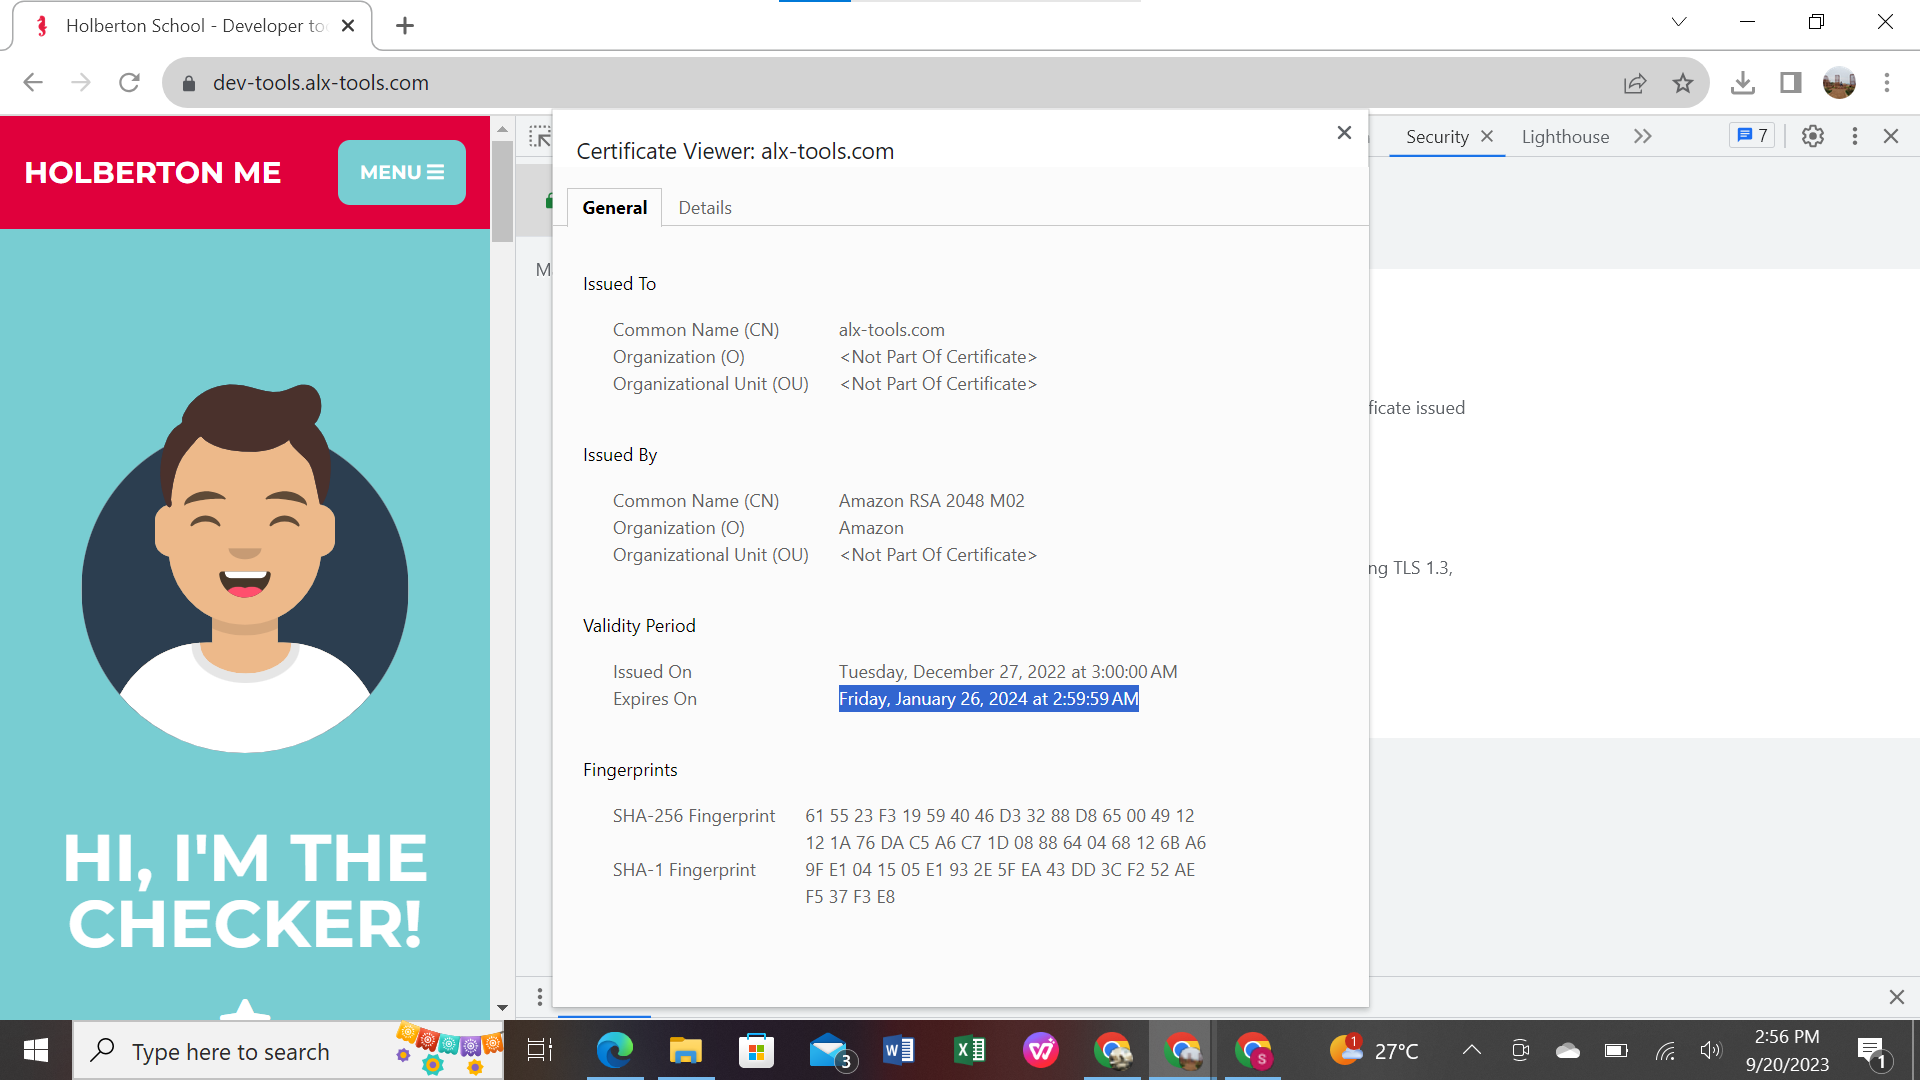 Holberton School - Developer to
dev-tools.alx-tools.com
HOLBERTON ME
MENU
HI, I'M THE
CHECKER!
Security
Lighthouse
7
Certificate Viewer: alx-tools.com
General
Details
Issued To
Common Name (CN) alx-tools.com
Organization (O) <Not Part Of Certificate>
Organizational Unit (OU) <Not Part Of Certificate>
Issued By
Common Name (CN) Amazon RSA 2048 M02
Organization (O) Amazon
Organizational Unit (OU) <Not Part Of Certificate>
Validity Period
Issued On Tuesday, December 27, 2022 at 3:00:00 AM
Expires On Friday, January 26, 2024 at 2:59:59 AM
Fingerprints
SHA-256 Fingerprint 61 55 23 F3 19 59 40 46 D3 32 88 D8 65 00 49 12
12 1A 76 DA C5 A6 C7 1D 08 88 64 04 68 12 6B A6
SHA-1 Fingerprint 9F E1 04 15 05 E1 93 2E 5F EA 43 DD 3C F2 52 AE
F5 37 F3 E8
M
ficate issued
ng TLS 1.3,
Type here to search
3
S
1
27°C
2:56 PM
9/20/2023
1